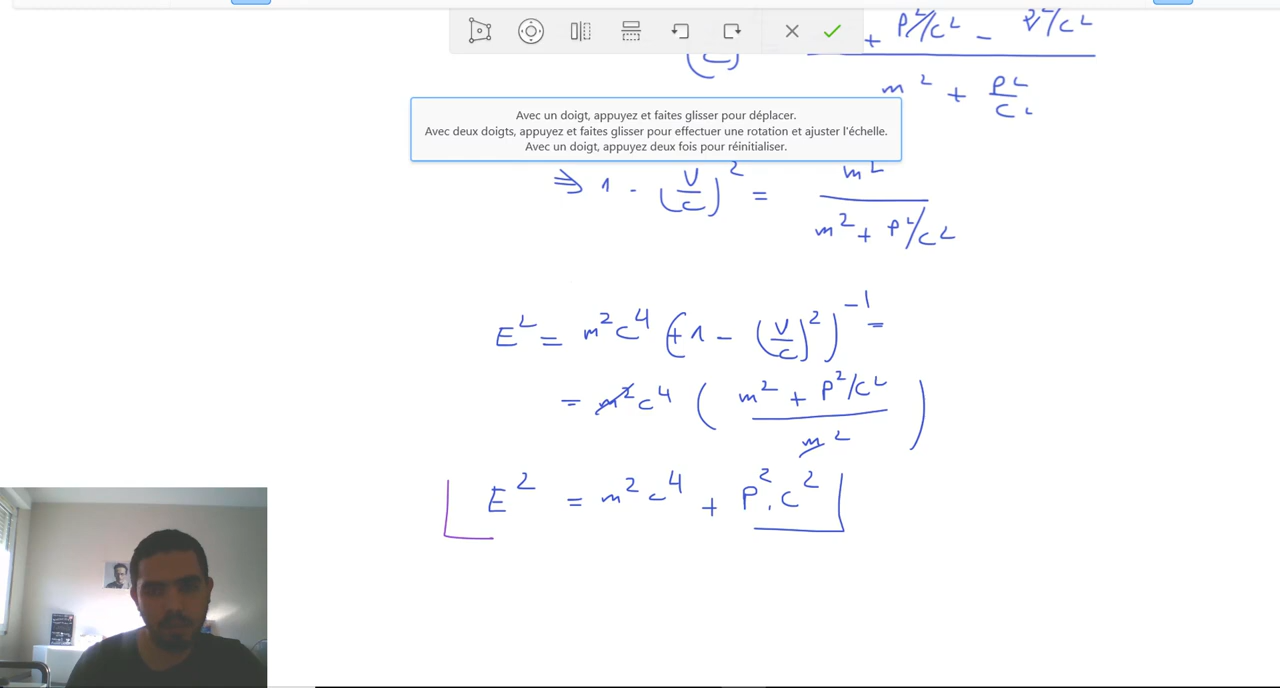 + P²/c² - P²/c²
m² + P²/c²
Avec un doigt, appuyez et faites glisser pour déplacer.
Avec deux doigts, appuyez et faites glisser pour effectuer une rotation et ajuster l'échelle.
Avec un doigt, appuyez deux fois pour réinitialiser.
⇒ 1 - (v/c)² = m² / m² + P²/c²
E² = m²c⁴ (+1 - (v/c)²)⁻¹ =
= m²c⁴ ( m² + P²/c² / m² )
E² = m²c⁴ + P².c²